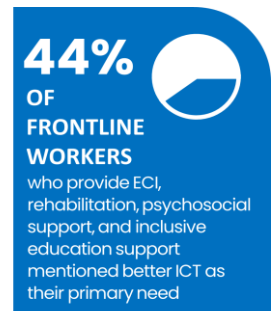 44%
OF
FRONTLINE
WORKERS
who provide ECI,
rehabilitation, psychosocial
support, and inclusive
education support
mentioned better ICT as
their primary need